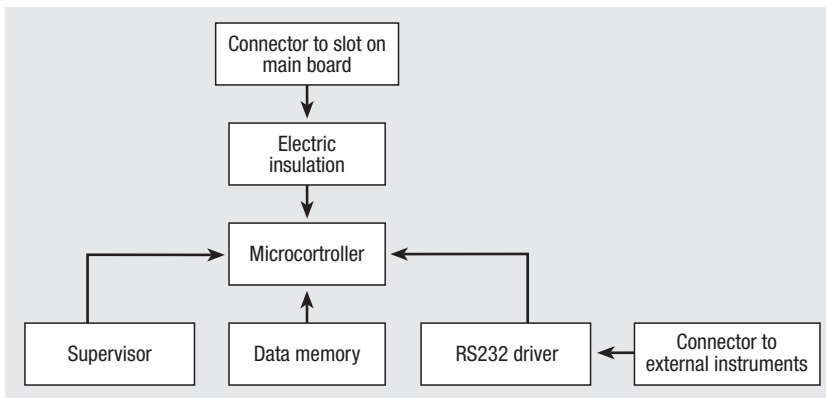 Connector to slot on
main board
Electric
insulation
Microcortroller
Supervisor
Data memory
RS232 driver
Connector to
external instruments